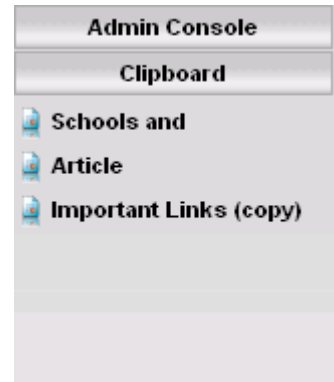 Admin Console
Clipboard
Schools and
Article
Important Links (copy)